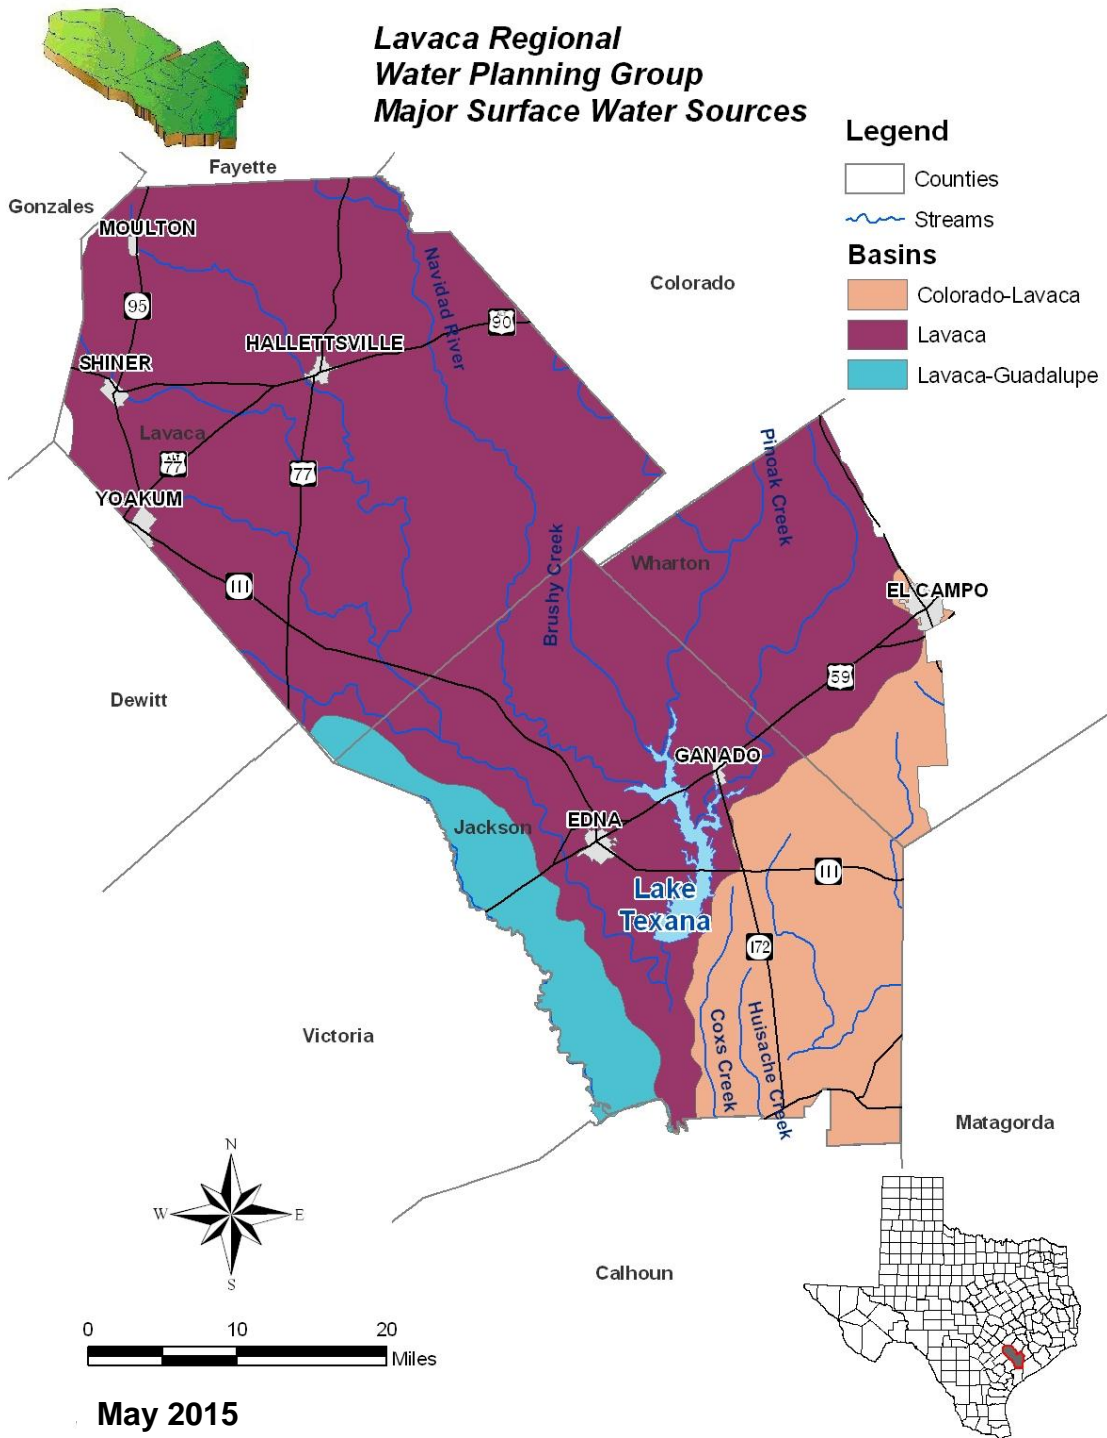 Lavaca Regional
Water Planning Group
Major Surface Water Sources
Legend
Counties
Streams
Basins
Colorado-Lavaca
Lavaca
Lavaca-Guadalupe
Fayette
Gonzales
MOULTON
Colorado
Navidad River
95
90
HALLETTSVILLE
SHINER
Lavaca
ALT
77
77
YOAKUM
Pinoak Creek
Brushy Creek
Wharton
111
EL CAMPO
59
Dewitt
GANADO
EDNA
Jackson
111
Lake
Texana
172
Coxs Creek
Huisache Creek
Victoria
Matagorda
Calhoun
N
W
E
S
0
10
20
Miles
May 2015